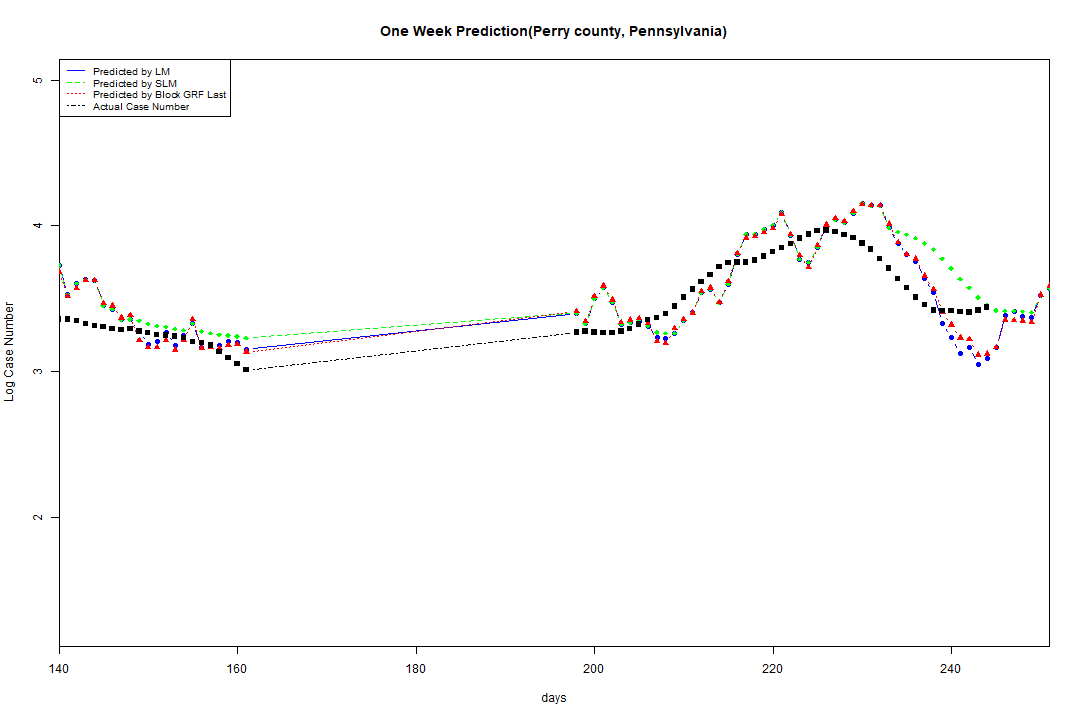 One Week Prediction(Perry county, Pennsylvania)
Predicted by LM
Predicted by SLM
Predicted by Block GRF Last
Actual Case Number
Log Case Number
5
4
3
2
140 160 180 200 220 240
days